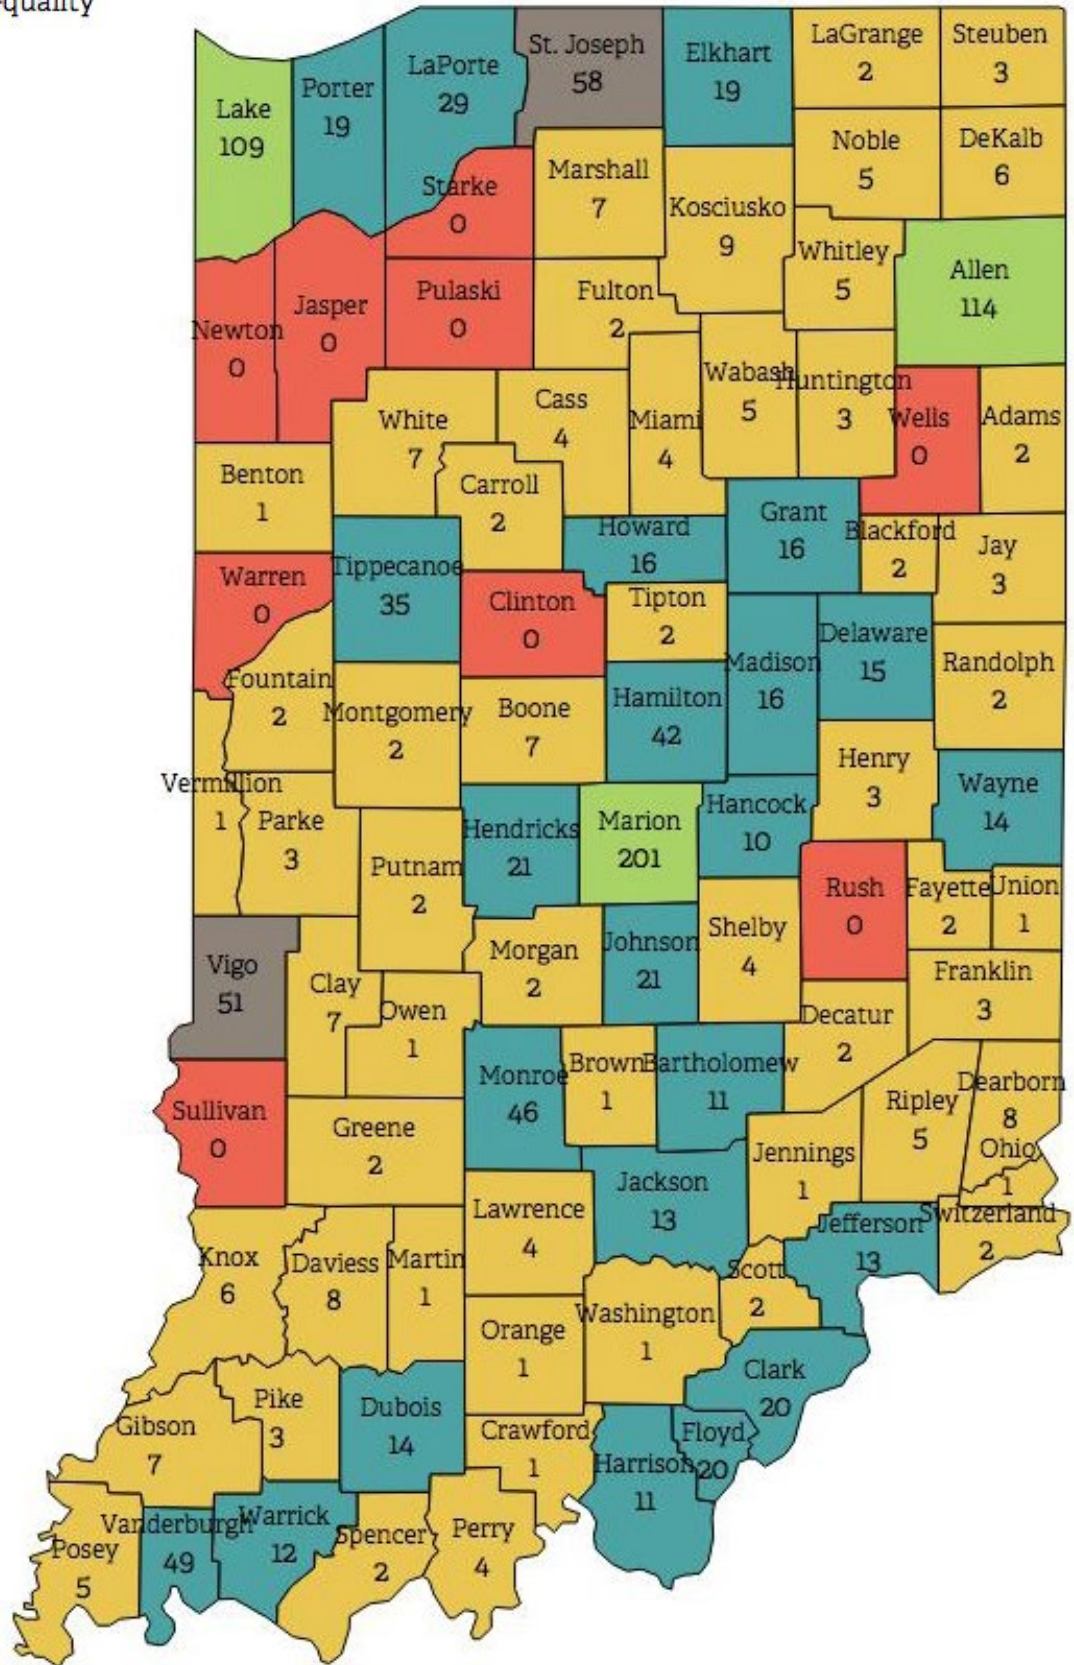 quality
St. Joseph
58
LaGrange
2
Steuben
3
Elkhart
19
LaPorte
29
Porter
19
Lake
109
Noble
5
DeKalb
6
Marshall
7
Starke
0
Kosciusko
9
Whitley
5
Allen
114
Pulaski
0
Fulton
2
Jasper
0
Newton
0
Wabash
5
Huntington
3
Cass
4
Miami
4
White
7
Wells
0
Adams
2
Benton
1
Carroll
2
Grant
16
Howard
16
Blackford
2
Jay
3
Warren
0
Tippecanoe
35
Clinton
0
Tipton
2
Delaware
15
Madison
16
Randolph
2
Fountain
2
Montgomery
2
Boone
7
Hamilton
42
Henry
3
Vermillion
1
Wayne
14
Parke
3
Hendricks
21
Marion
201
Hancock
10
Putnam
2
Rush
0
Fayette
2
Union
1
Shelby
4
Vigo
51
Morgan
2
Johnson
21
Franklin
3
Clay
7
Owen
1
Decatur
2
Monroe
46
Brown
1
Bartholomew
11
Sullivan
0
Greene
2
Ripley
5
Dearborn
8
Ohio
1
Jennings
1
Jackson
13
Lawrence
4
Jefferson
13
Switzerland
2
Knox
6
Daviess
8
Martin
1
Scott
2
Washington
1
Orange
1
Clark
20
Pike
3
Dubois
14
Gibson
7
Crawford
1
Floyd
20
Harrison
11
Vanderburgh
49
Warrick
12
Spencer
2
Perry
4
Posey
5